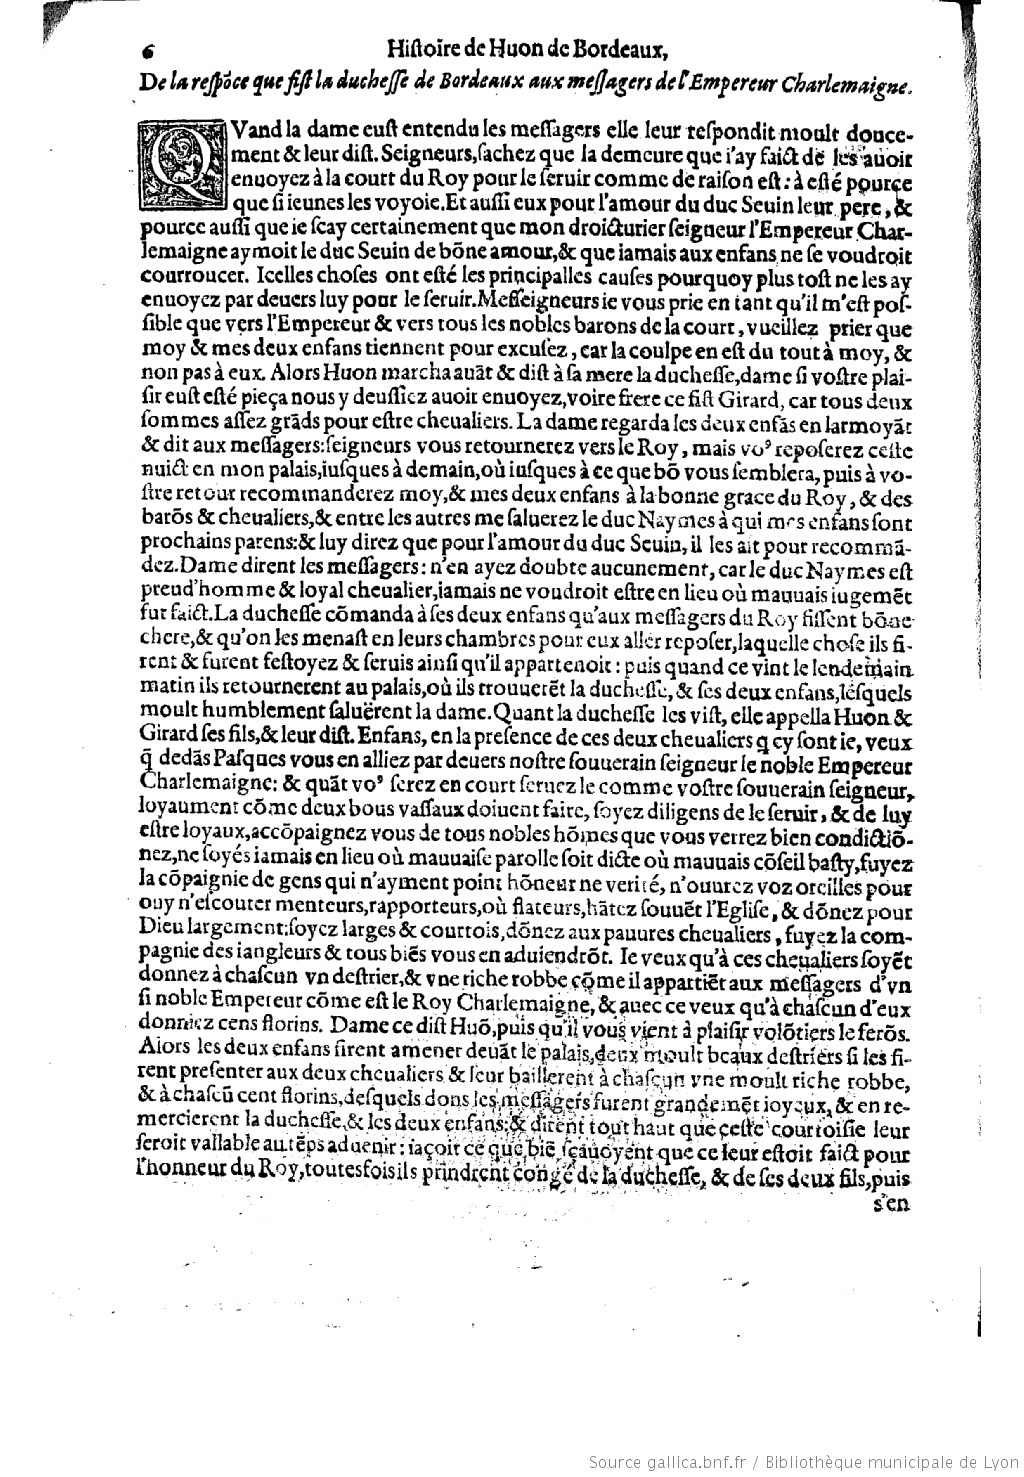 6 Hiſtoire de Huon de Bordeaux,
De la reſpõce que fiſt la ducheſſe de Bordeaux aux meſſagers de l'Empereur Charlemaigne.
QVand la dame euſt entendu les meſſagers elle leur reſpondit moult douce-
ment & leur diſt. Seigneurs, ſachez que la demeure que i'ay faict de les auoir
enuoyez à la court du Roy pour le ſeruir comme de raiſon eſt: à eſté pource
que ſi ieunes les voyoie. Et auſſi eux pour l'amour du duc Seuin leur pere, &
pource auſſi que ie ſcay certainement que mon droicturier ſeigneur l'Empereur Char-
lemaigne aymoit le duc Seuin de bõne amour, & que iamais aux enfans ne ſe voudroit
courroucer. Icelles choſes ont eſté les principalles cauſes pourquoy plus toſt ne les ay
enuoyez par deuers luy pour le ſeruir. Meſſeigneurs ie vous prie en tant qu'il m'eſt poſ-
ſible que vers l'Empereur & vers tous les nobles barons de la court, vueillez prier que
moy & mes deux enfans tiennent pour excuſez, car la coulpe en eſt du tout à moy, &
non pas à eux. Alors Huon marcha auãt & diſt à ſa mere la ducheſſe, dame ſi voſtre plai-
ſir euſt eſté pieça nous y deuſſiez auoir enuoyez, voire frere ce fiſt Girard, car tous deux
ſommes aſſez grãds pour eſtre cheualiers. La dame regarda ſes deux enfãs en larmoyãt
& dit aux meſſagers: ſeigneurs vous retournerez vers le Roy, mais voꝰ repoſerez ceſte
nuict en mon palais, iuſques à demain, où iuſques à ce que bõ vous ſemblera, puis à vo-
ſtre retour recommanderez moy, & mes deux enfans à la bonne grace du Roy, & des
barõs & cheualiers, & entre les autres me ſaluerez le duc Naymes à qui mes enfans ſont
prochains parens: & luy direz que pour l'amour du duc Seuin, il les ait pour recommã-
dez. Dame dirent les meſſagers: n'en ayez doubte aucunement, car le duc Naymes eſt
preud'homme & loyal cheualier, iamais ne voudroit eſtre en lieu où mauuais iugemẽt
fut faict. La ducheſſe cõmanda à ſes deux enfans qu'aux meſſagers du Roy fiſſent bõne
chere, & qu'on les menaſt en leurs chambres pour eux aller repoſer, laquelle choſe ils fi-
rent & furent feſtoyez & ſeruis ainſi qu'il appartenoit: puis quand ce vint le lendemain
matin ils retournerent au palais, où ils trouuerẽt la ducheſſe, & ſes deux enfans, leſquels
moult humblement ſaluërent la dame. Quant la ducheſſe les viſt, elle appella Huon &
Girard ſes fils, & leur diſt. Enfans, en la preſence de ces deux cheualiers q̃ cy ſont ie, veux
q̃ dedãs Paſques vous en alliez par deuers noſtre ſouuerain ſeigneur le noble Empereur
Charlemaigne: & quãt voꝰ ſerez en court ſeruez le comme voſtre ſouuerain ſeigneur,
loyaument cõme deux bous vaſſaux doiuent faire, ſoyez diligens de le ſeruir, & de luy
eſtre loyaux, accõpaignez vous de tous nobles hõmes que vous verrez bien condictiõ-
nez, ne ſoyés iamais en lieu où mauuaiſe parolle ſoit dicte où mauuais cõſeil baſty, fuyez
la cõpaignie de gens qui n'ayment point hõneur ne verité, n'ouurez voz oreilles pour
ouy n'eſcouter menteurs, rapporteurs, où flateurs, hãtez ſouuẽt l'Egliſe, & dõnez pour
Dieu largement: ſoyez larges & courtois, dõnez aux pauures cheualiers, fuyez la com-
pagnie des iangleurs & tous biẽs vous en aduiendrõt. Ie veux qu'à ces cheualiers ſoyẽt
donnez à chaſcun vn deſtrier, & vne riche robbe cõme il appartiẽt aux meſſagers d'vn
ſi noble Empereur cõme eſt le Roy Charlemaigne, & auec ce veux qu'à chaſcun d'eux
donniez cens florins. Dame ce diſt Huõ, puis qu'il vous vient à plaiſir volõtiers le ferõs.
Alors les deux enfans firent amener deuãt le palais, deux moult beaux deſtriers ſi les fi-
rent preſenter aux deux cheualiers & leur baillerent à chaſcun vne moult riche robbe,
& à chaſcũ cent florins, deſquels dons les meſſagers furent grandemẽt ioyeux, & en re-
mercierent la ducheſſe, & les deux enfans: & dirent tout haut que ceſte courtoiſie leur
ſeroit vallable au tẽps aduenir: iaçoit ce que biẽ ſçauoyent que ce leur eſtoit faict pour
l'honneur du Roy, toutesfois ils prindrent congé de la ducheſſe, & de ſes deux fils, puis
s'en
Source gallica.bnf.fr / Bibliothèque municipale de Lyon